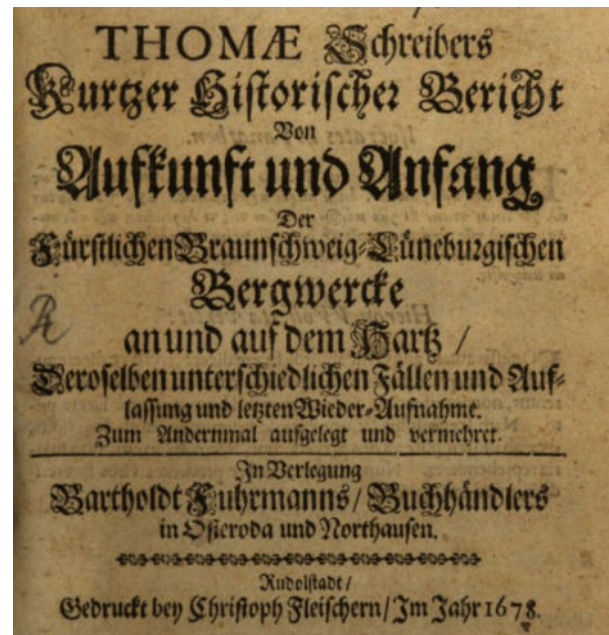 THOMÆ Schreibers
Kurtzer Historischer Bericht
Von
Aufkunft und Anfang
Der
Fürstlichen Braunschweig-Lüneburgischen
Bergwercke
an und auf dem Hartz /
Deroselben unterschiedlichen Fällen und Auf-
lassung und letzten Wieder-Aufnahme.
Zum Andernmal aufgelegt und vermehret.
In Verlegung
Bartholdt Fuhrmanns / Buchhändlers
in Osteroda und Northausen.
Rudolstadt /
Gedruckt bey Christoph Fleischern / Im Jahr 1678.